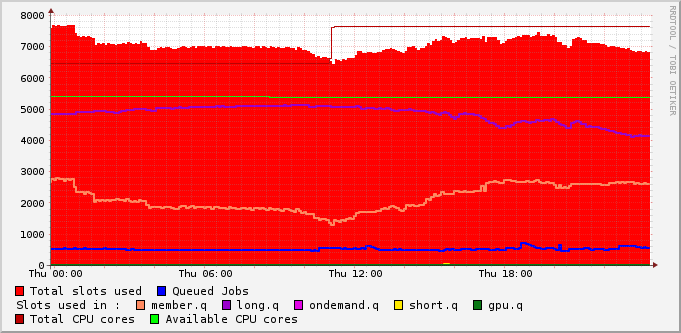 8000
7000
6000
5000
4000
3000
2000
1000
0
Thu 00:00 Thu 06:00 Thu 12:00 Thu 18:00
Total slots used Queued Jobs
Slots used in : member.q long.q ondemand.q short.q gpu.q
Total CPU cores Available CPU cores
RRDTOOL / TOBI OETIKER